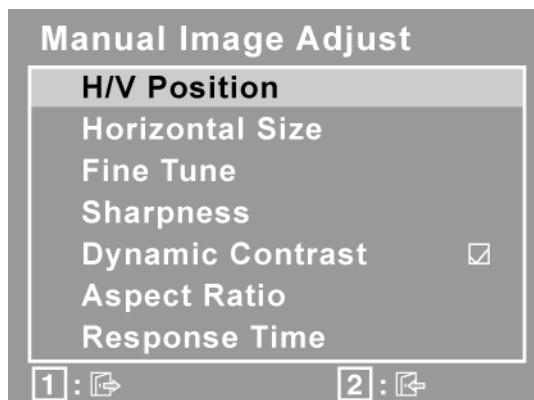 Manual Image Adjust
H/V Position
Horizontal Size
Fine Tune
Sharpness
Dynamic Contrast
Aspect Ratio
Response Time
1 : 2 :